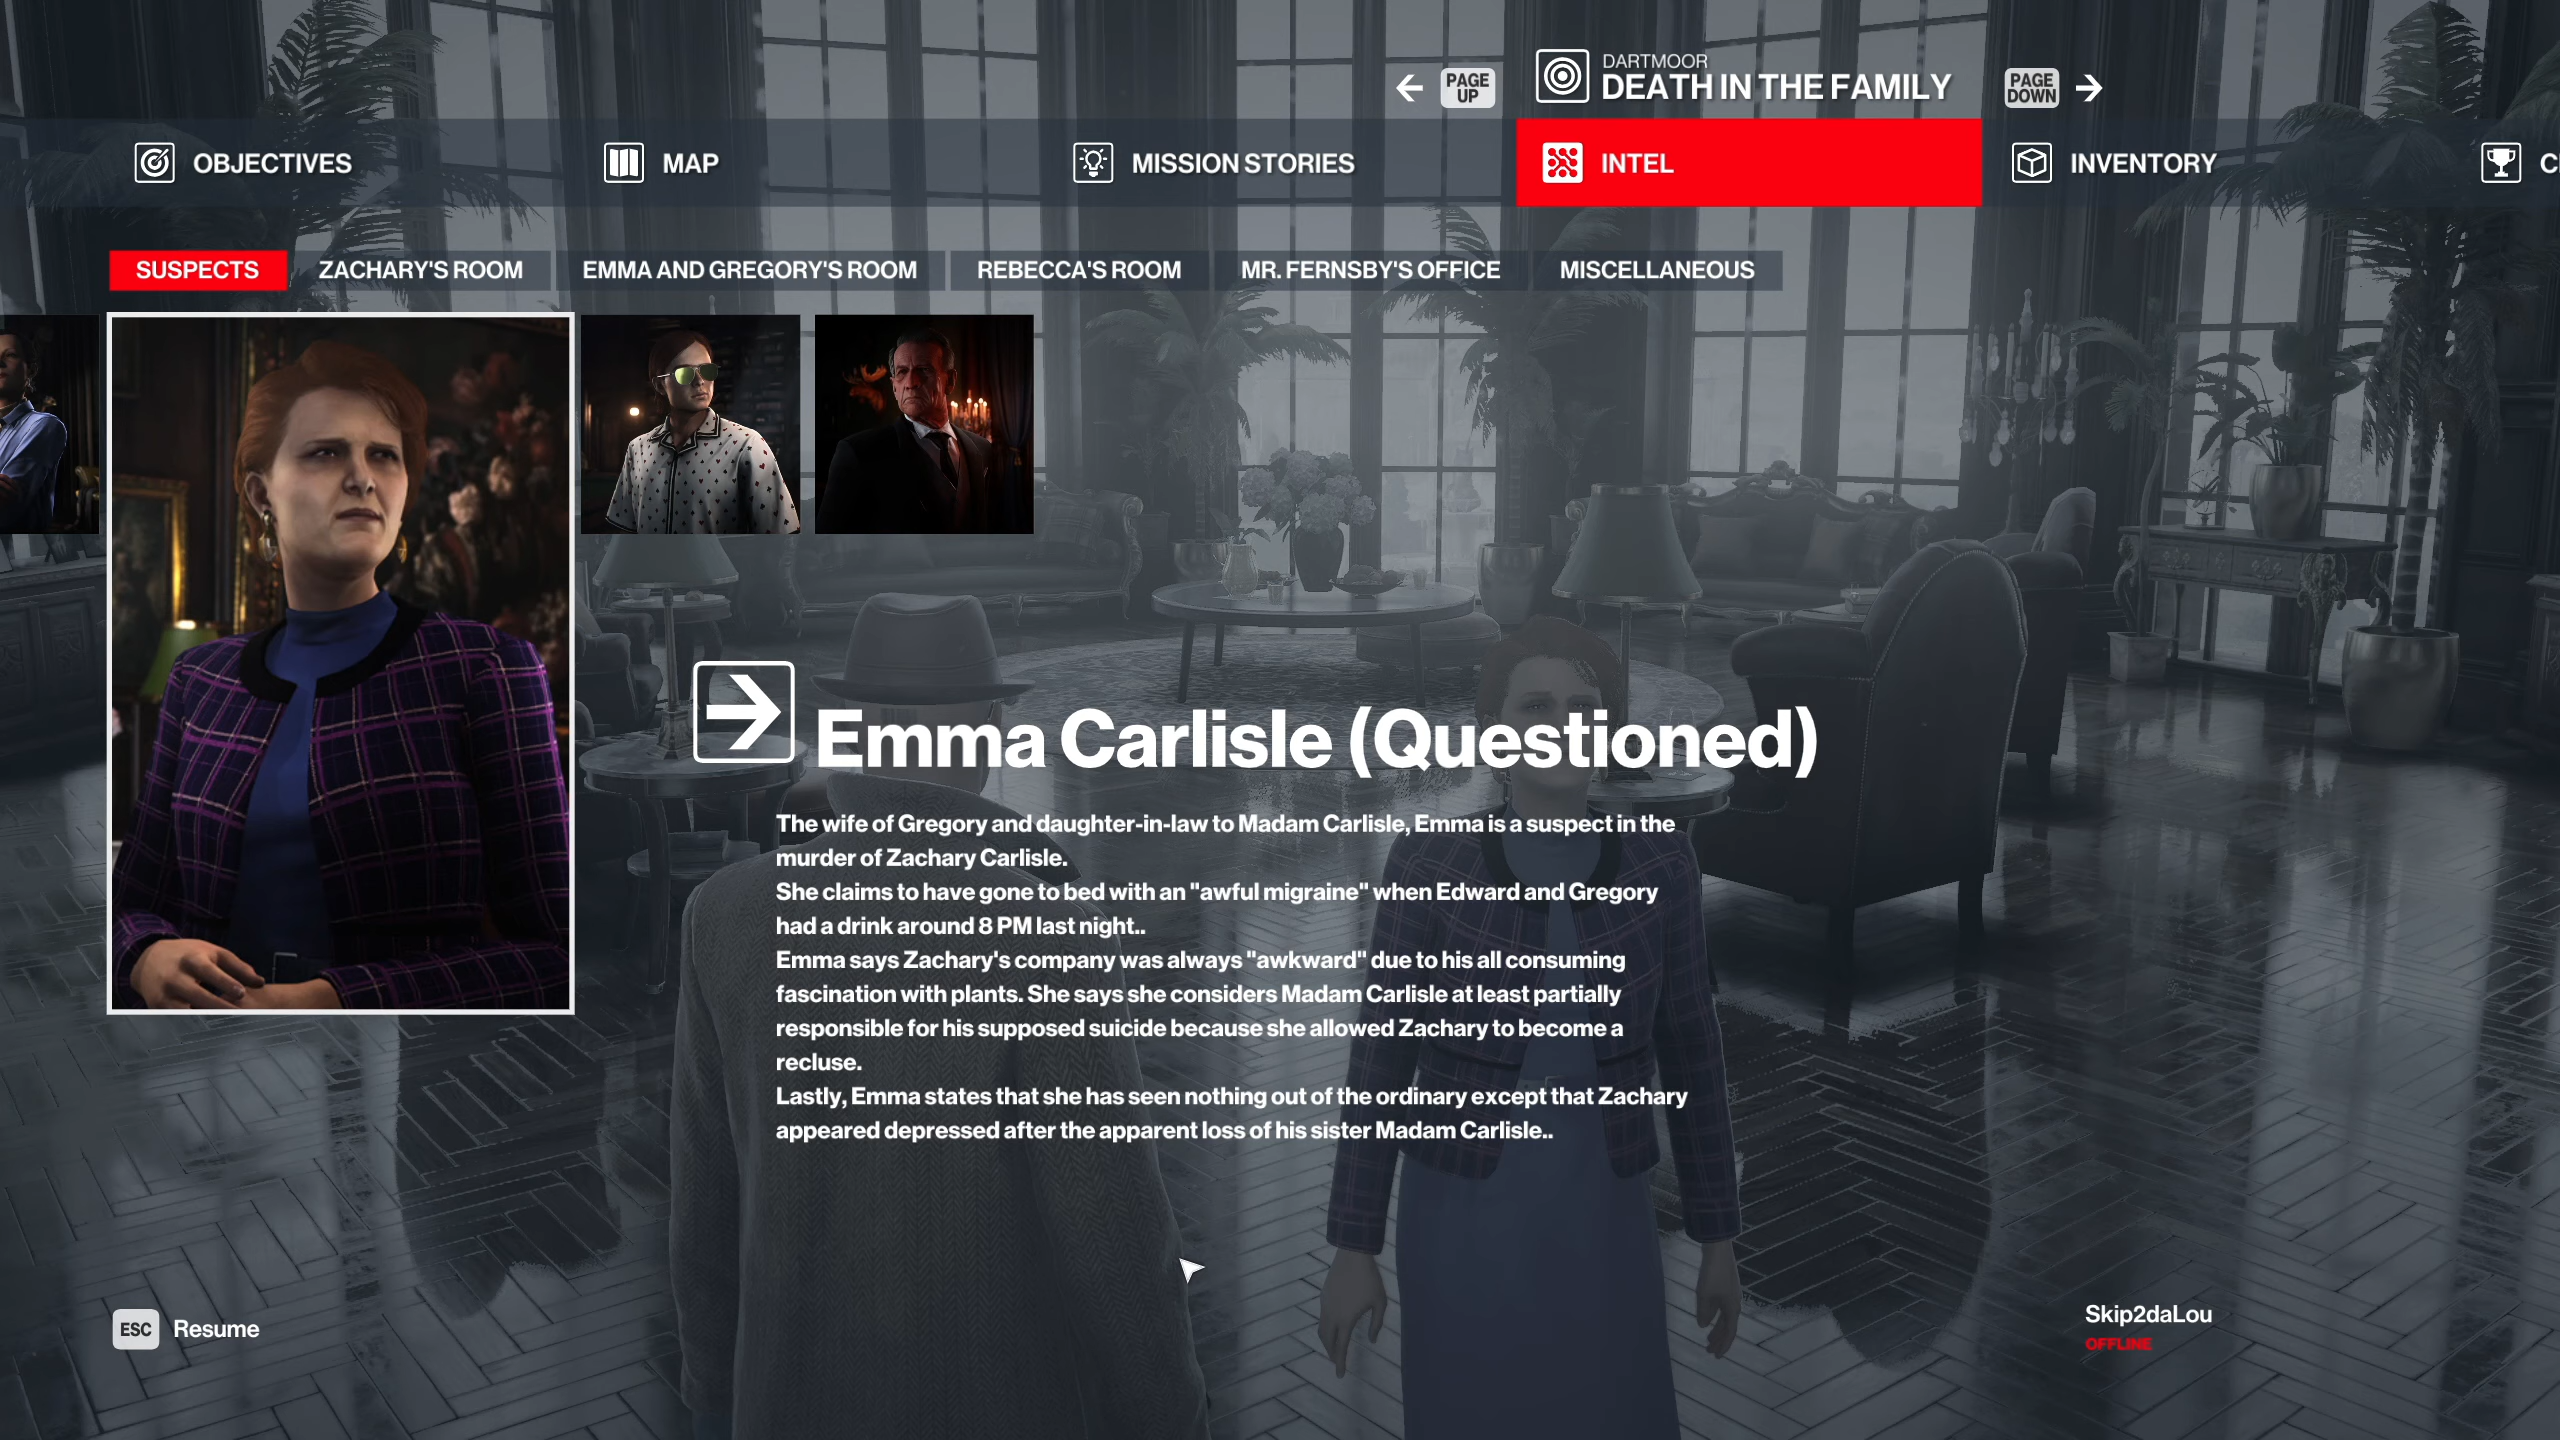 DARTMOOR
PAGE UP
DEATH IN THE FAMILY
PAGE DOWN
OBJECTIVES
MAP
MISSION STORIES
INTEL
INVENTORY
SUSPECTS
ZACHARY'S ROOM
EMMA AND GREGORY'S ROOM
REBECCA'S ROOM
MR. FERNSBY'S OFFICE
MISCELLANEOUS
Emma Carlisle (Questioned)
The wife of Gregory and daughter-in-law to Madam Carlisle, Emma is a suspect in the
murder of Zachary Carlisle.
She claims to have gone to bed with an "awful migraine" when Edward and Gregory
had a drink around 8 PM last night..
Emma says Zachary's company was always "awkward" due to his all consuming
fascination with plants. She says she considers Madam Carlisle at least partially
responsible for his supposed suicide because she allowed Zachary to become a
recluse.
Lastly, Emma states that she has seen nothing out of the ordinary except that Zachary
appeared depressed after the apparent loss of his sister Madam Carlisle..
ESC Resume
Skip2daLou
OFFLINE